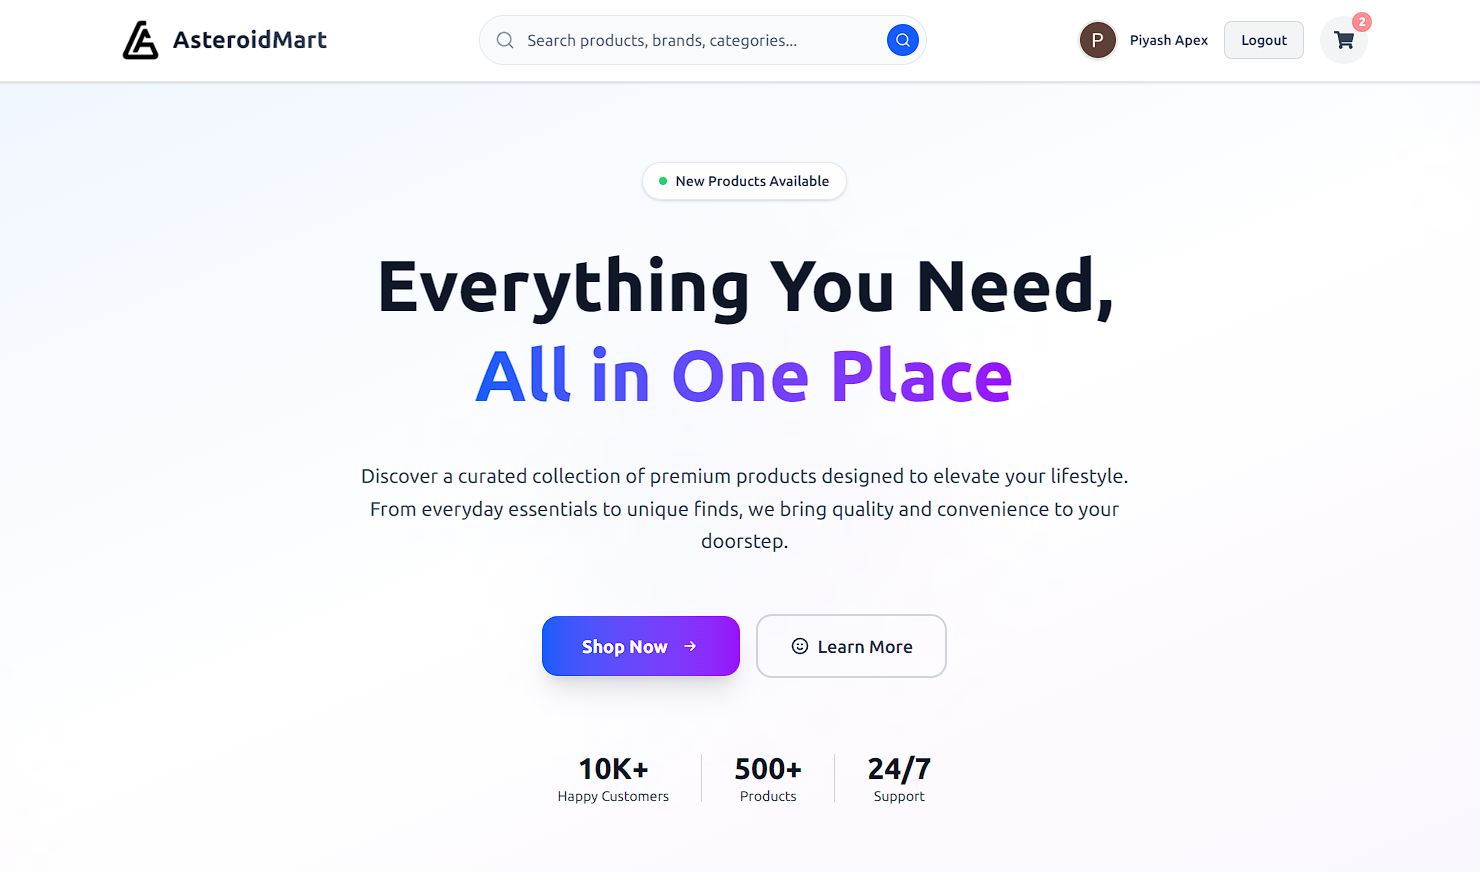 AsteroidMart
Search products, brands, categories...
P
Piyash Apex
Logout
2
New Products Available
Everything You Need,
All in One Place
Discover a curated collection of premium products designed to elevate your lifestyle.
From everyday essentials to unique finds, we bring quality and convenience to your
doorstep.
Shop Now
Learn More
10K+
Happy Customers
500+
Products
24/7
Support